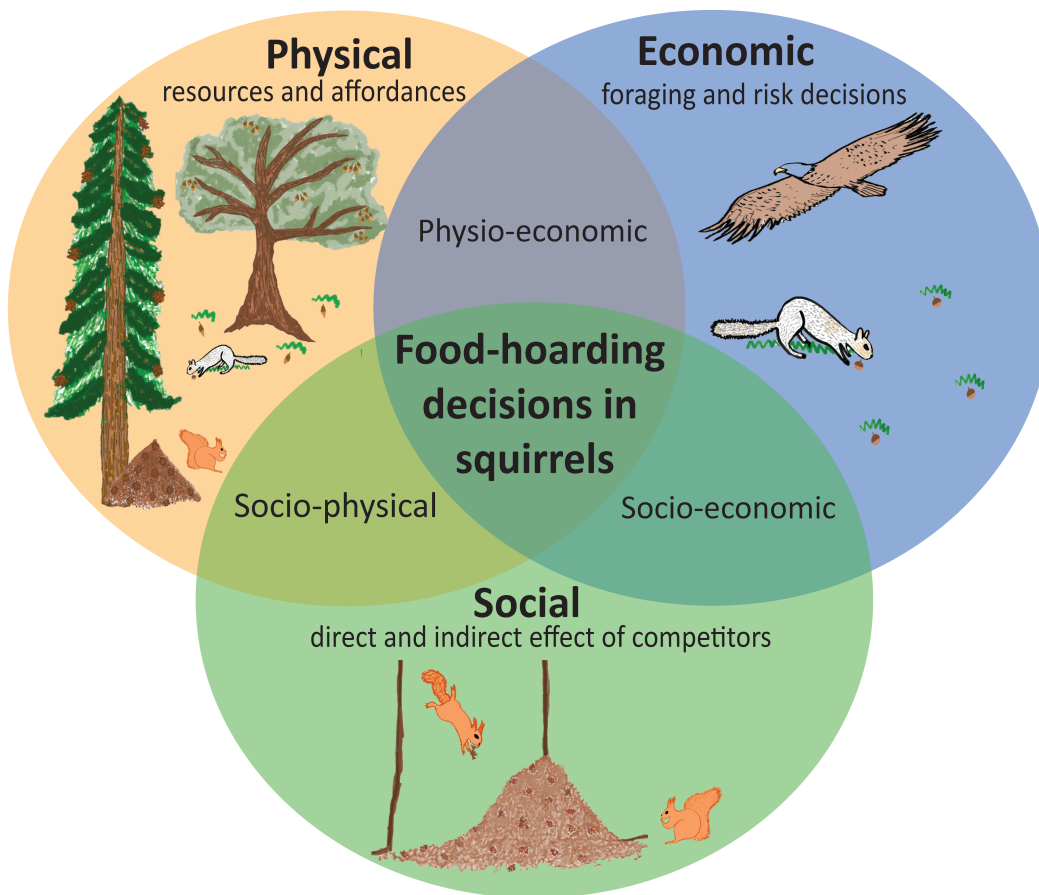 Physical
resources and affordances
Economic
foraging and risk decisions
Physio-economic
Food-hoarding
decisions in
squirrels
Socio-physical
Socio-economic
Social
direct and indirect effect of competitors